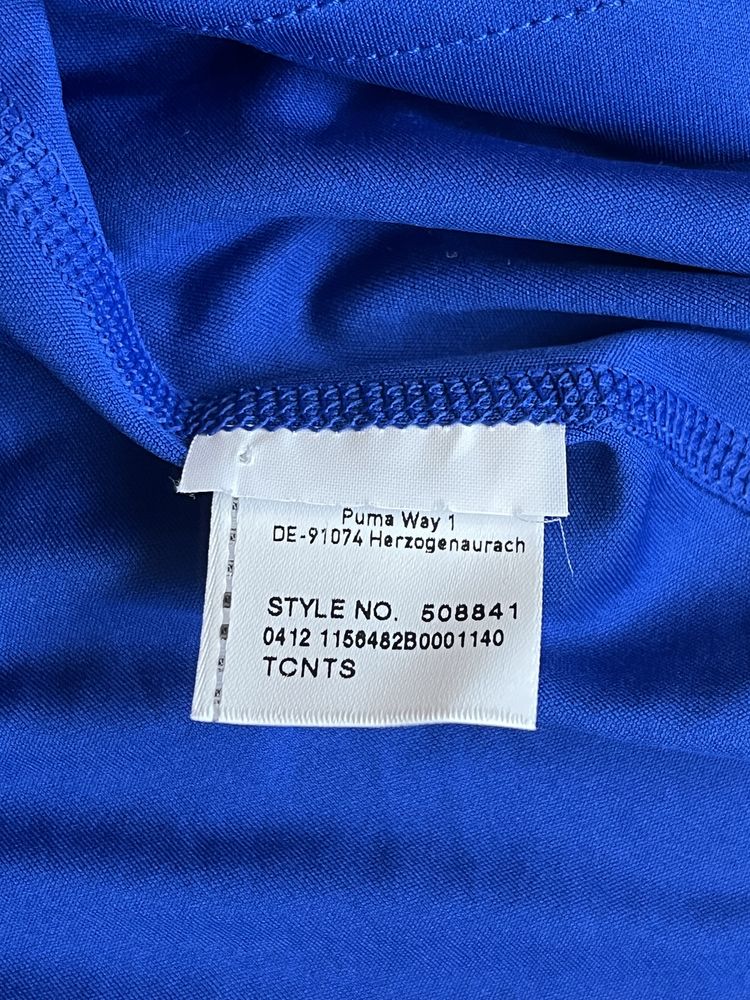 Puma Way 1
DE-91074 Herzogenaurach
STYLE NO. 508841
0412 1156482B0001140
TCNTS